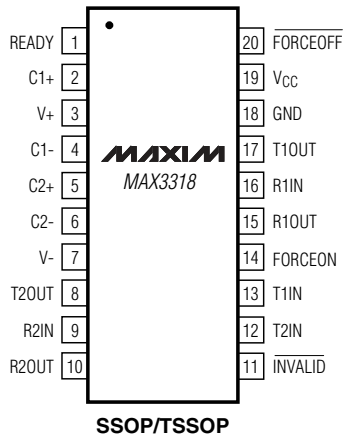 READY 1 20 FORCEOFF
C1+ 2 19 VCC
V+ 3 18 GND
C1- 4 MAXIM 17 T1OUT
C2+ 5 MAX3318 16 R1IN
C2- 6 15 R1OUT
V- 7 14 FORCEON
T2OUT 8 13 T1IN
R2IN 9 12 T2IN
R2OUT 10 11 INVALID
SSOP/TSSOP